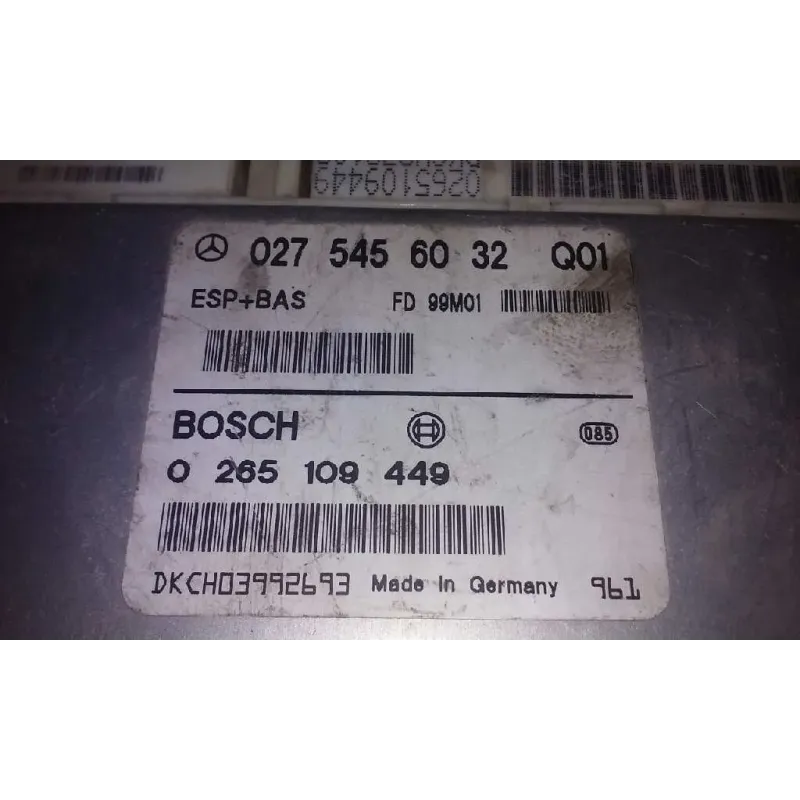 0265109449
027 545 60 32 Q01
ESP+BAS FD 99M01
BOSCH 085
0 265 109 449
DKCH03992693 Made In Germany 961